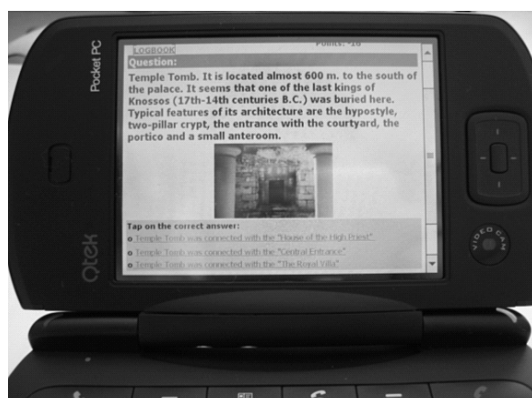 Pocket PC
Qtek
LOGBOOK
Points: -10
Question:
Temple Tomb. It is located almost 600 m. to the south of
the palace. It seems that one of the last kings of
Knossos (17th-14th centuries B.C.) was buried here.
Typical features of its architecture are the hypostyle,
two-pillar crypt, the entrance with the courtyard, the
portico and a small anteroom.
Tap on the correct answer:
Temple Tomb was connected with the "House of the High Priest"
Temple Tomb was connected with the "Central Entrance"
Temple Tomb was connected with the "The Royal Villa"
VIDEO CAM